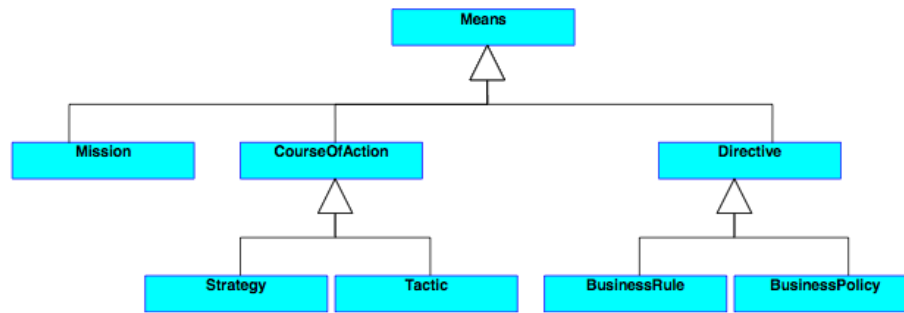 Means
Mission
CourseOfAction
Directive
Strategy
Tactic
BusinessRule
BusinessPolicy